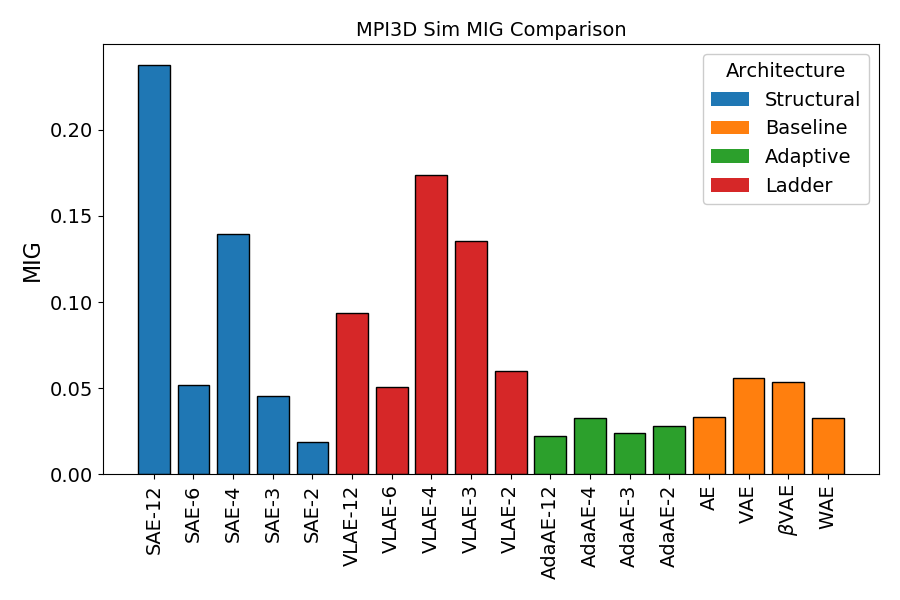 MPI3D Sim MIG Comparison
Architecture
Structural
Baseline
Adaptive
Ladder
MIG
0.20
0.15
0.10
0.05
0.00
SAE-12
SAE-6
SAE-4
SAE-3
SAE-2
VLAE-12
VLAE-6
VLAE-4
VLAE-3
VLAE-2
AdaAE-12
AdaAE-4
AdaAE-3
AdaAE-2
AE
VAE
βVAE
WAE